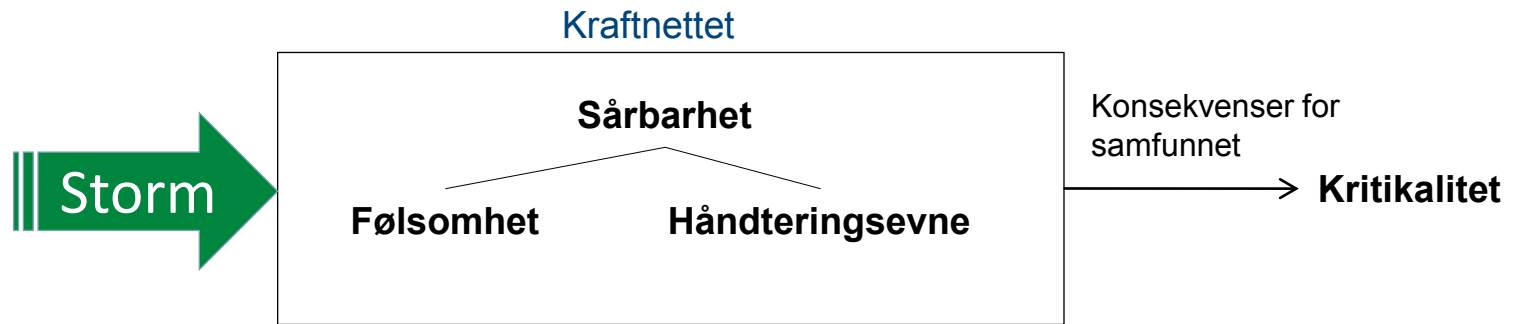 Kraftnettet
Sårbarhet
Konsekvenser for
samfunnet
Storm
Kritikalitet
Følsomhet
Håndteringsevne